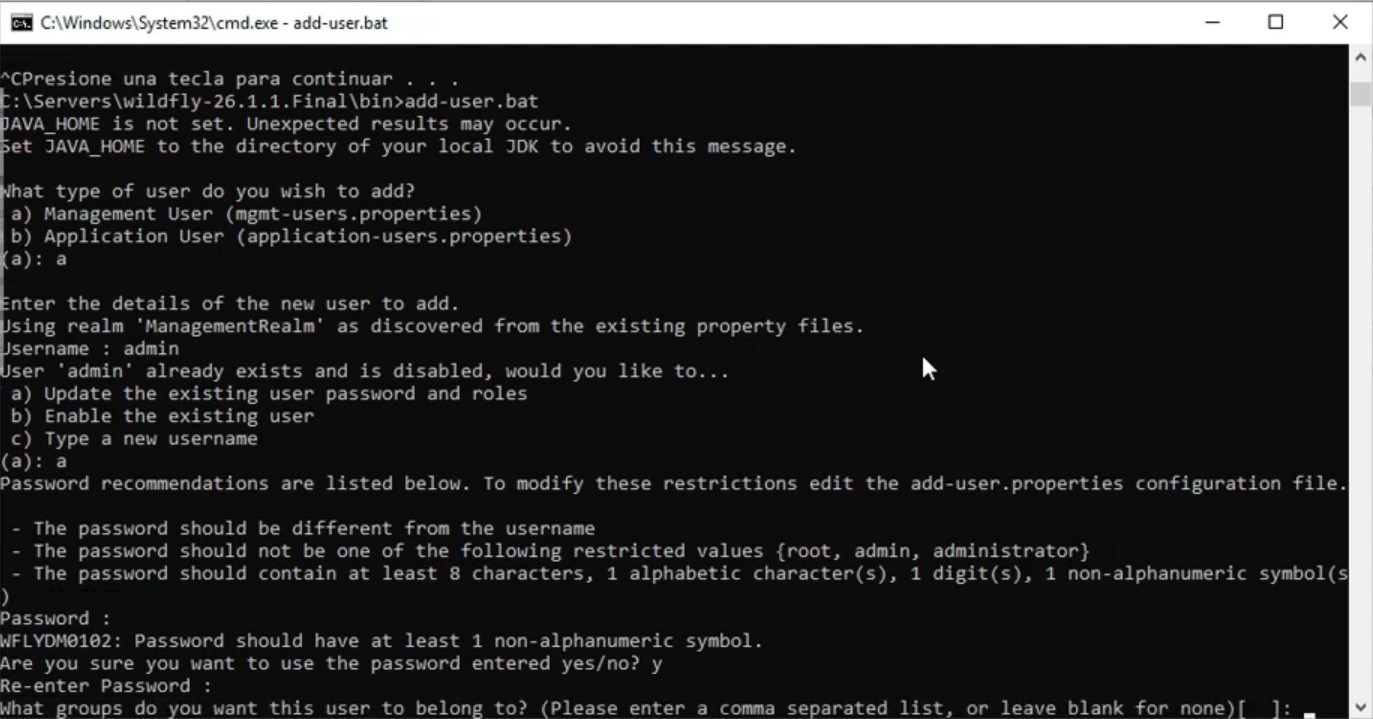 C:\Windows\System32\cmd.exe - add-user.bat
^CPresione una tecla para continuar . . .
C:\Servers\wildfly-26.1.1.Final\bin>add-user.bat
JAVA_HOME is not set. Unexpected results may occur.
Set JAVA_HOME to the directory of your local JDK to avoid this message.
What type of user do you wish to add?
a) Management User (mgmt-users.properties)
b) Application User (application-users.properties)
(a): a
Enter the details of the new user to add.
Using realm 'ManagementRealm' as discovered from the existing property files.
Username : admin
User 'admin' already exists and is disabled, would you like to...
a) Update the existing user password and roles
b) Enable the existing user
c) Type a new username
(a): a
Password recommendations are listed below. To modify these restrictions edit the add-user.properties configuration file.
- The password should be different from the username
- The password should not be one of the following restricted values {root, admin, administrator}
- The password should contain at least 8 characters, 1 alphabetic character(s), 1 digit(s), 1 non-alphanumeric symbol(s
)
Password :
WFLYDM0102: Password should have at least 1 non-alphanumeric symbol.
Are you sure you want to use the password entered yes/no? y
Re-enter Password :
What groups do you want this user to belong to? (Please enter a comma separated list, or leave blank for none)[  ]: